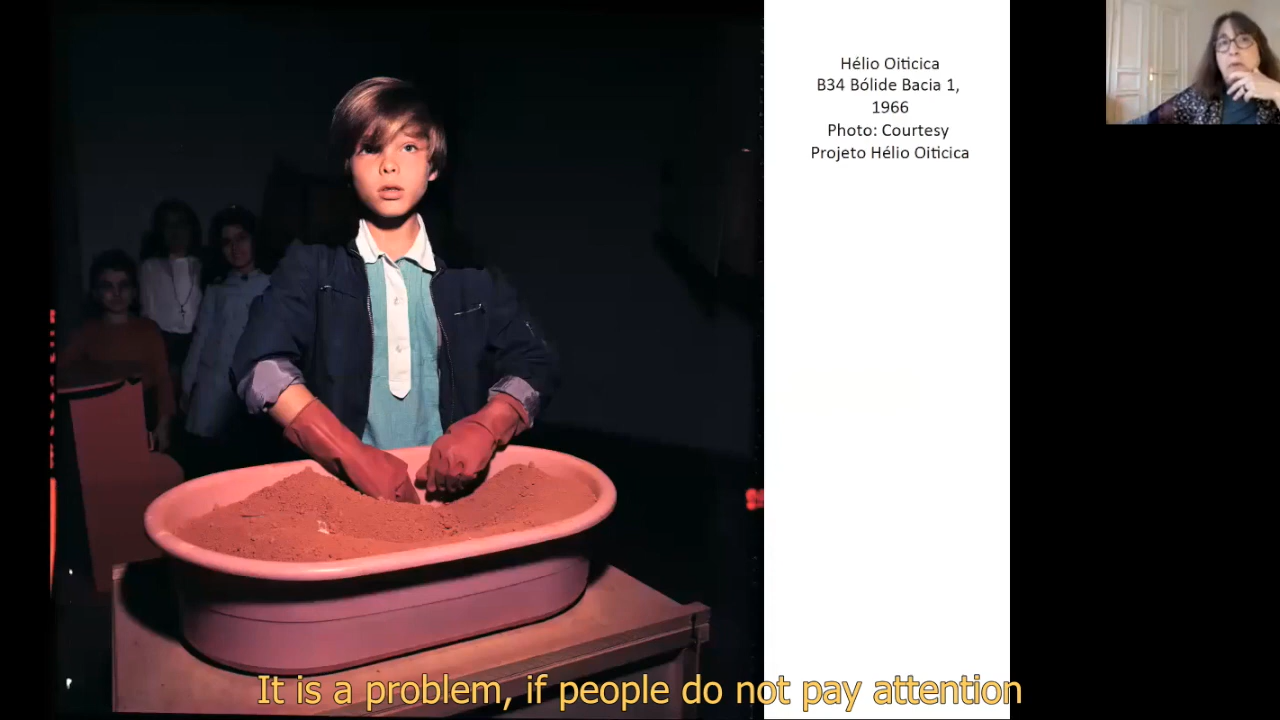 Hélio Oiticica
B34 Bólide Bacia 1,
1966
Photo: Courtesy
Projeto Hélio Oiticica
It is a problem, if people do not pay attention